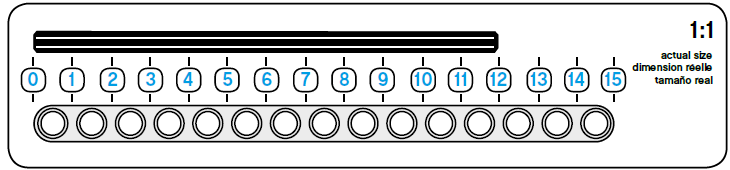 1:1
actual size
dimension réelle
tamaño real
0 1 2 3 4 5 6 7 8 9 10 11 12 13 14 15